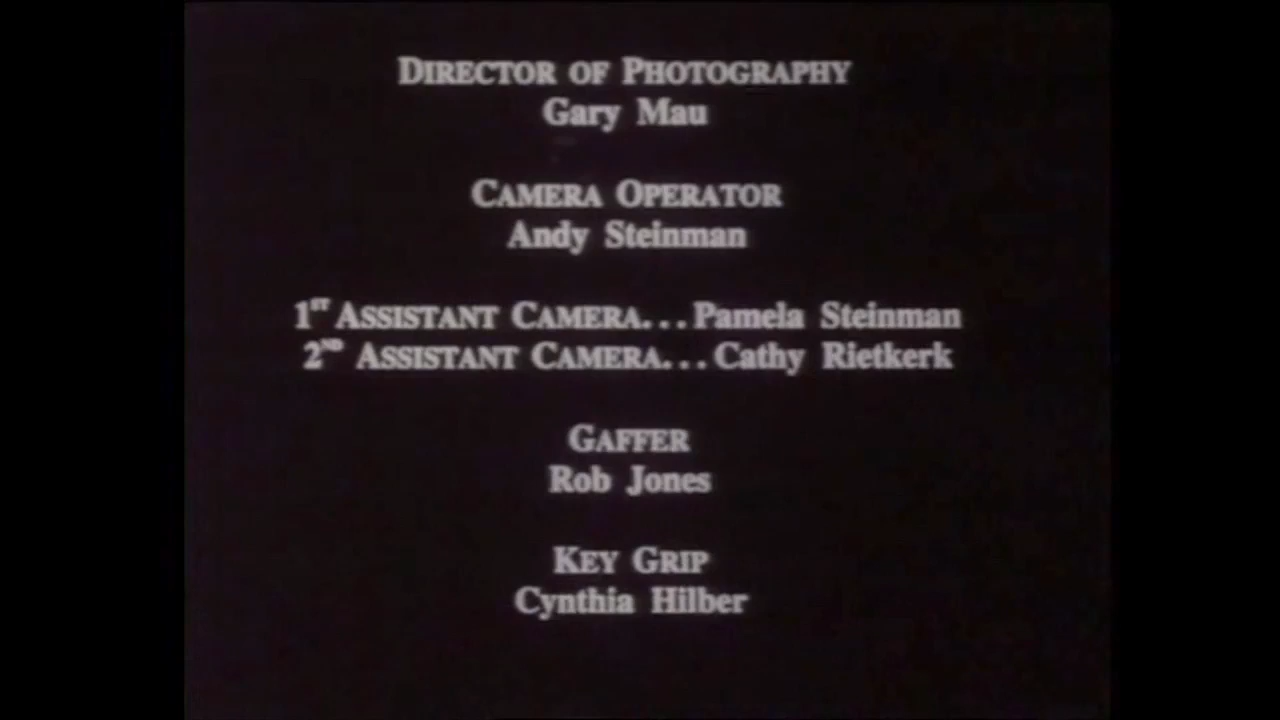 DIRECTOR OF PHOTOGRAPHY
Gary Mau
CAMERA OPERATOR
Andy Steinman
1ST ASSISTANT CAMERA...Pamela Steinman
2ND ASSISTANT CAMERA...Cathy Rietkerk
GAFFER
Rob Jones
KEY GRIP
Cynthia Hilber